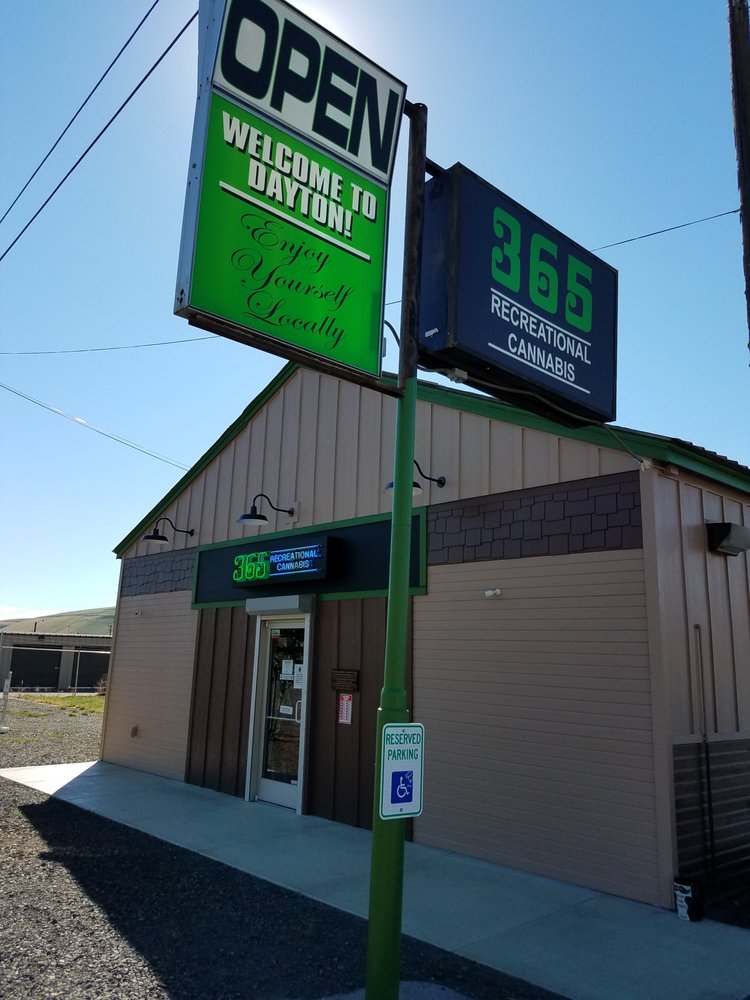 OPEN
WELCOME TO
DAYTON!
Enjoy
Yourself
Locally
365
RECREATIONAL
CANNABIS
365 RECREATIONAL
CANNABIS
RESERVED
PARKING